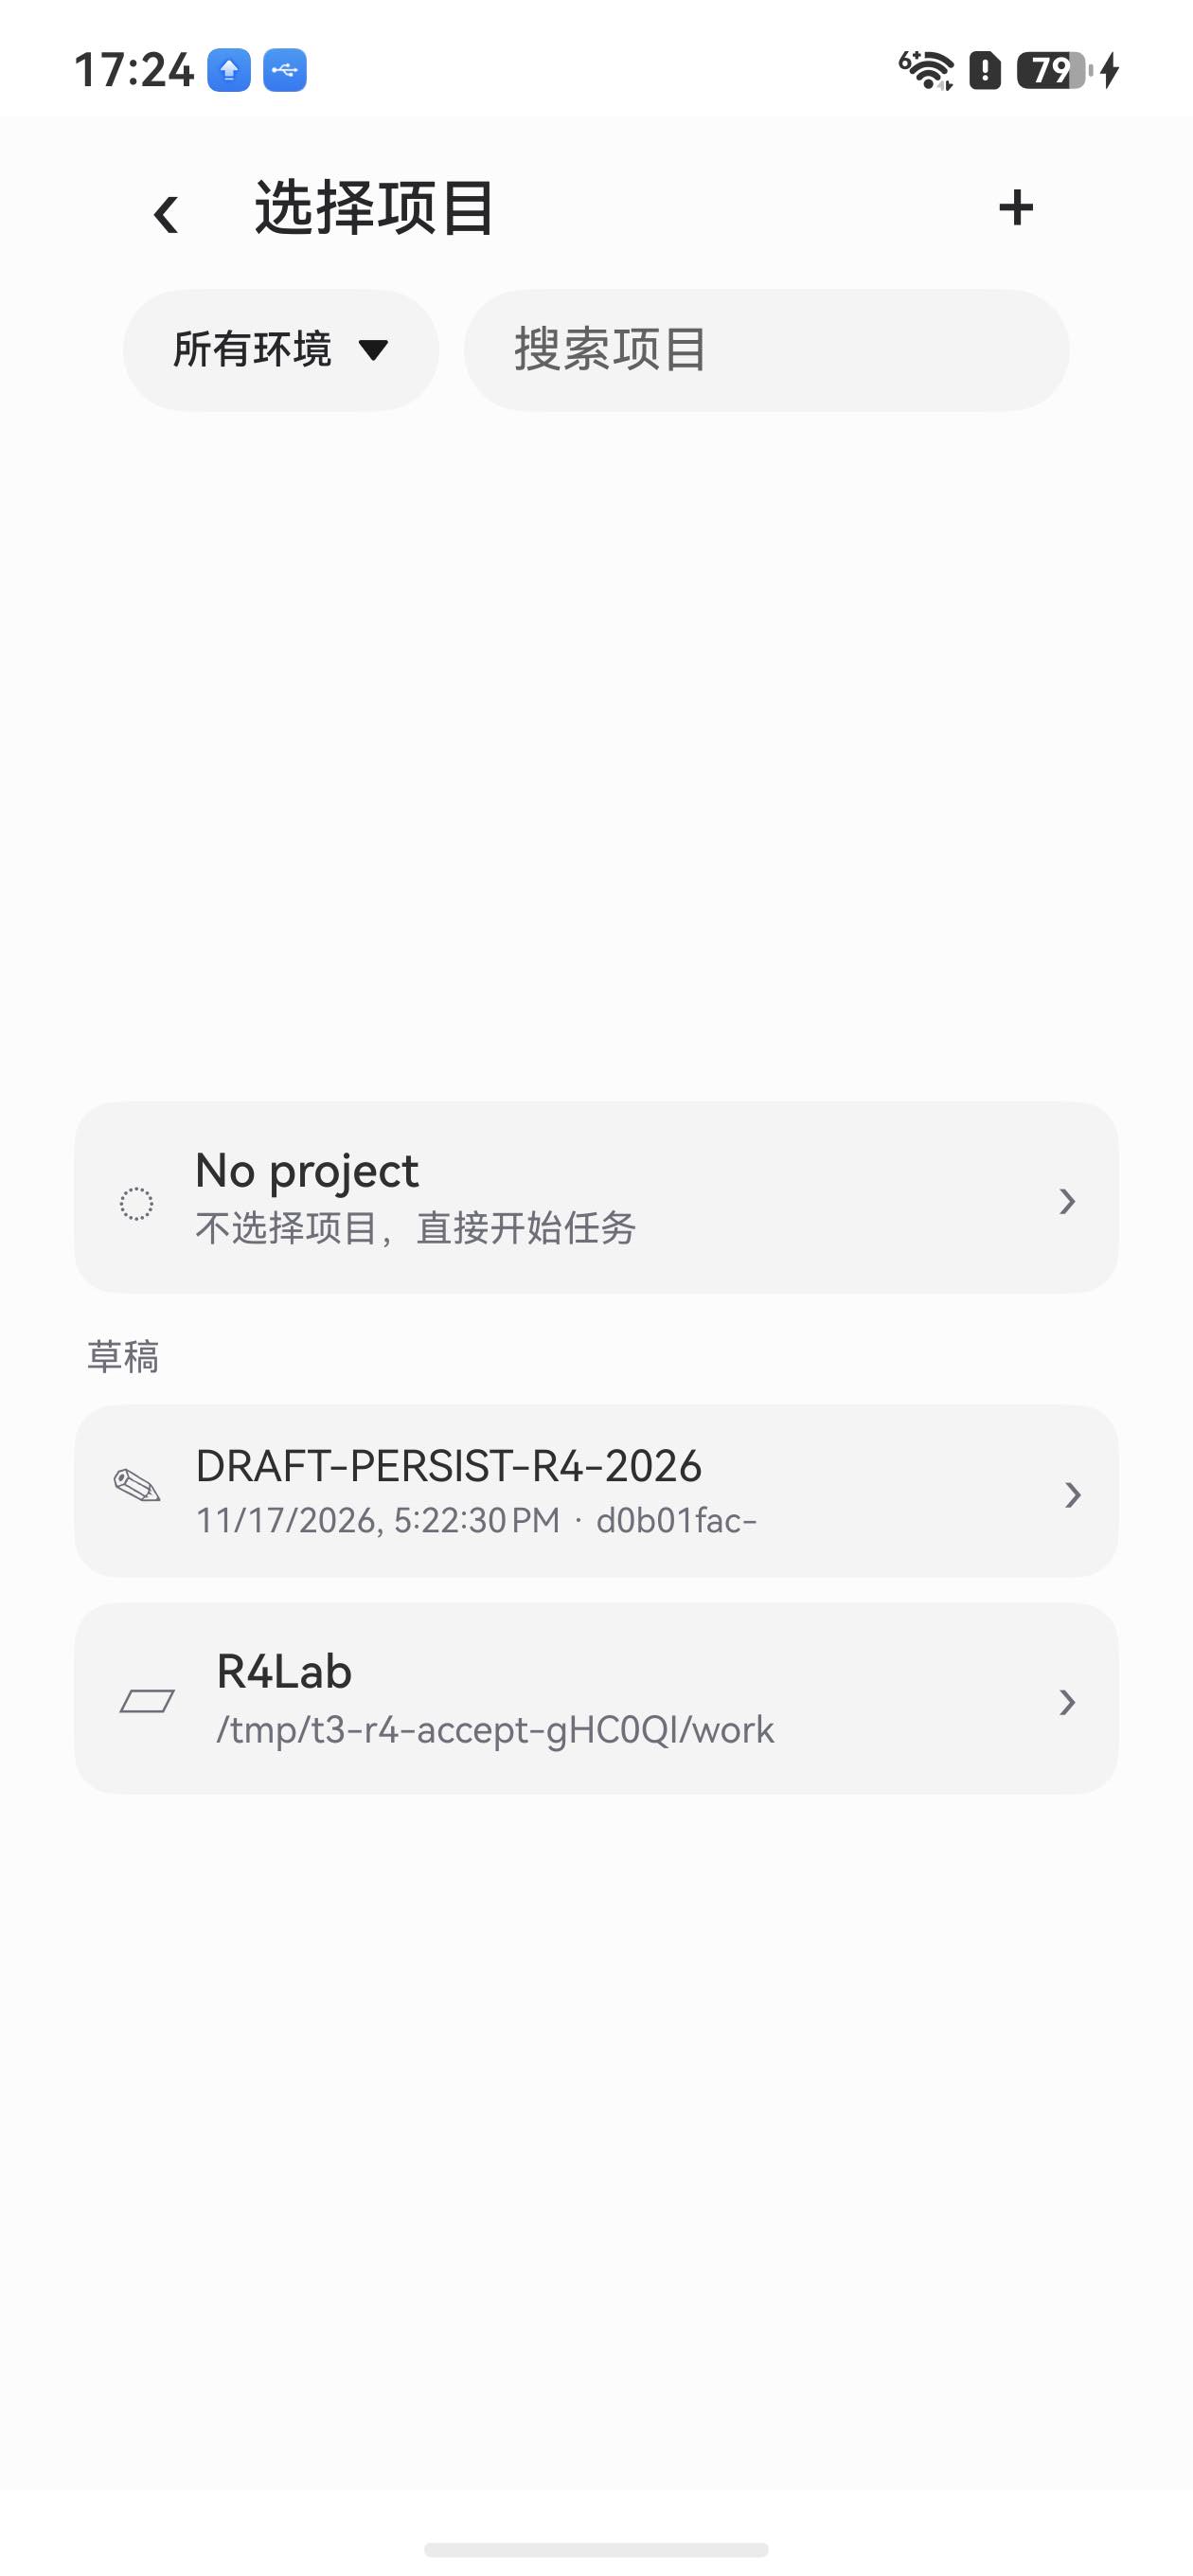 17:24
79
选择项目
所有环境
搜索项目
No project
不选择项目，直接开始任务
草稿
DRAFT-PERSIST-R4-2026
11/17/2026, 5:22:30 PM · d0b01fac-
R4Lab
/tmp/t3-r4-accept-gHC0QI/work